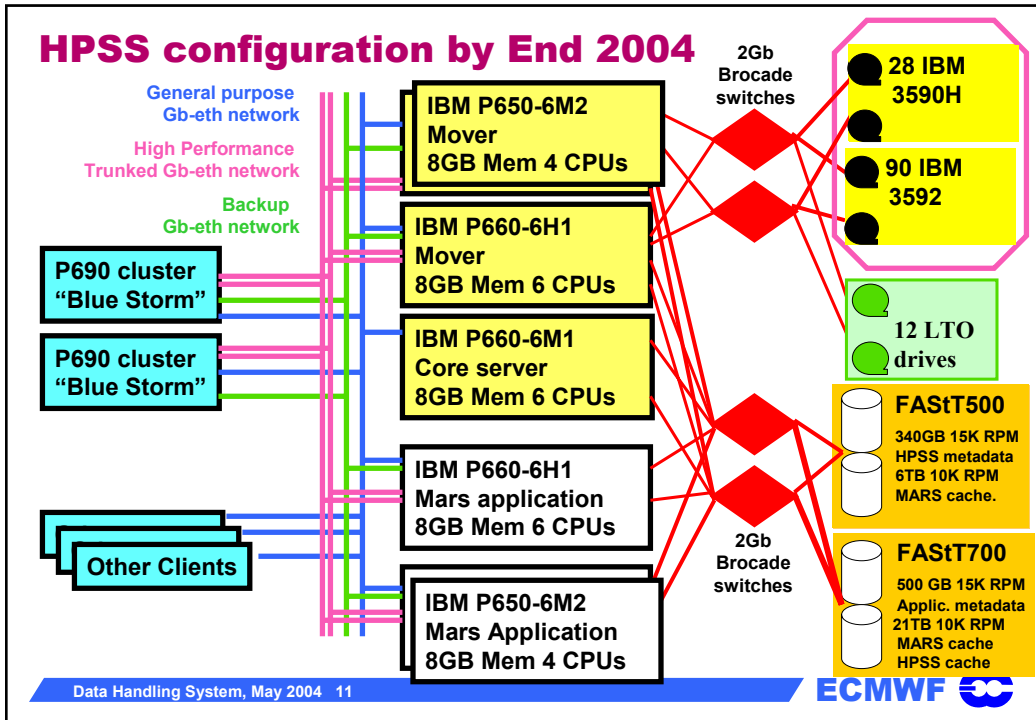 HPSS configuration by End 2004
General purpose
Gb-eth network
High Performance
Trunked Gb-eth network
Backup
Gb-eth network
P690 cluster
“Blue Storm”
P690 cluster
“Blue Storm”
Other Clients
IBM P650-6M2
Mover
8GB Mem 4 CPUs
IBM P660-6H1
Mover
8GB Mem 6 CPUs
IBM P660-6M1
Core server
8GB Mem 6 CPUs
IBM P660-6H1
Mars application
8GB Mem 6 CPUs
IBM P650-6M2
Mars Application
8GB Mem 4 CPUs
2Gb
Brocade
switches
2Gb
Brocade
switches
28 IBM
3590H
90 IBM
3592
12 LTO
drives
FAStT500
340GB 15K RPM
HPSS metadata
6TB 10K RPM
MARS cache.
FAStT700
500 GB 15K RPM
Applic. metadata
21TB 10K RPM
MARS cache
HPSS cache
Data Handling System, May 2004 11
ECMWF